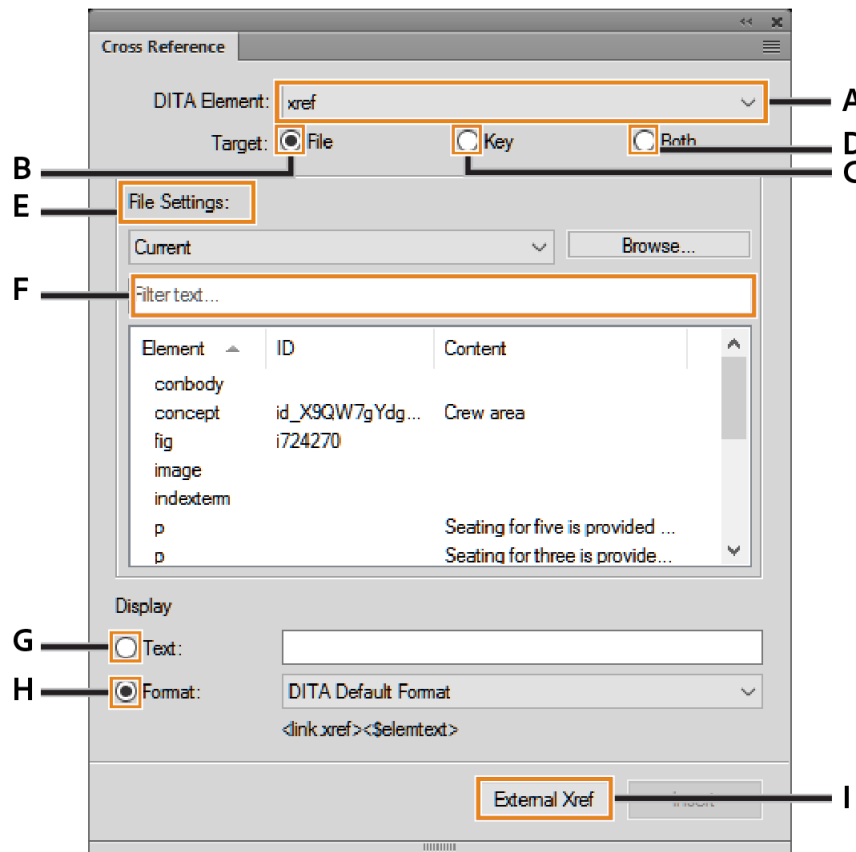 Cross Reference
DITA Element: xref
A
Target: File Key Both
D
B
C
E
File Settings:
Current Browse...
F
Filter text...
Element ID Content
conbody
concept id_X9QW7gYdg... Crew area
fig i724270
image
indexterm
p Seating for five is provided ...
p Seating for three is provide...
Display
G
Text:
H
Format: DITA Default Format
<link.xref><$elemtext>
External Xref Insert
I